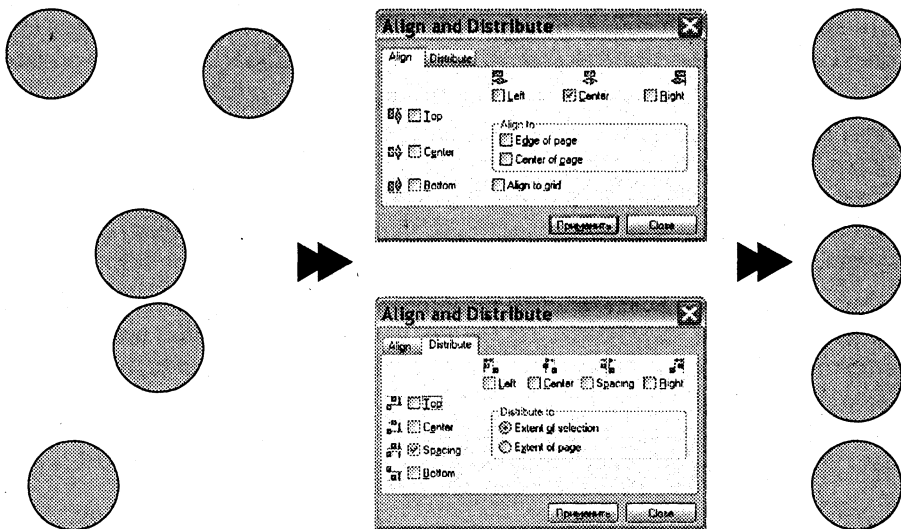 Align and Distribute
Align Distribute
Left Center Right
Top
Align to
Edge of page
Center
Center of page
Bottom Align to grid
Применить Close
Align and Distribute
Align Distribute
Left Center Spacing Right
Top
Distribute to
Center Extent of selection
Spacing Extent of page
Bottom
Применить Close